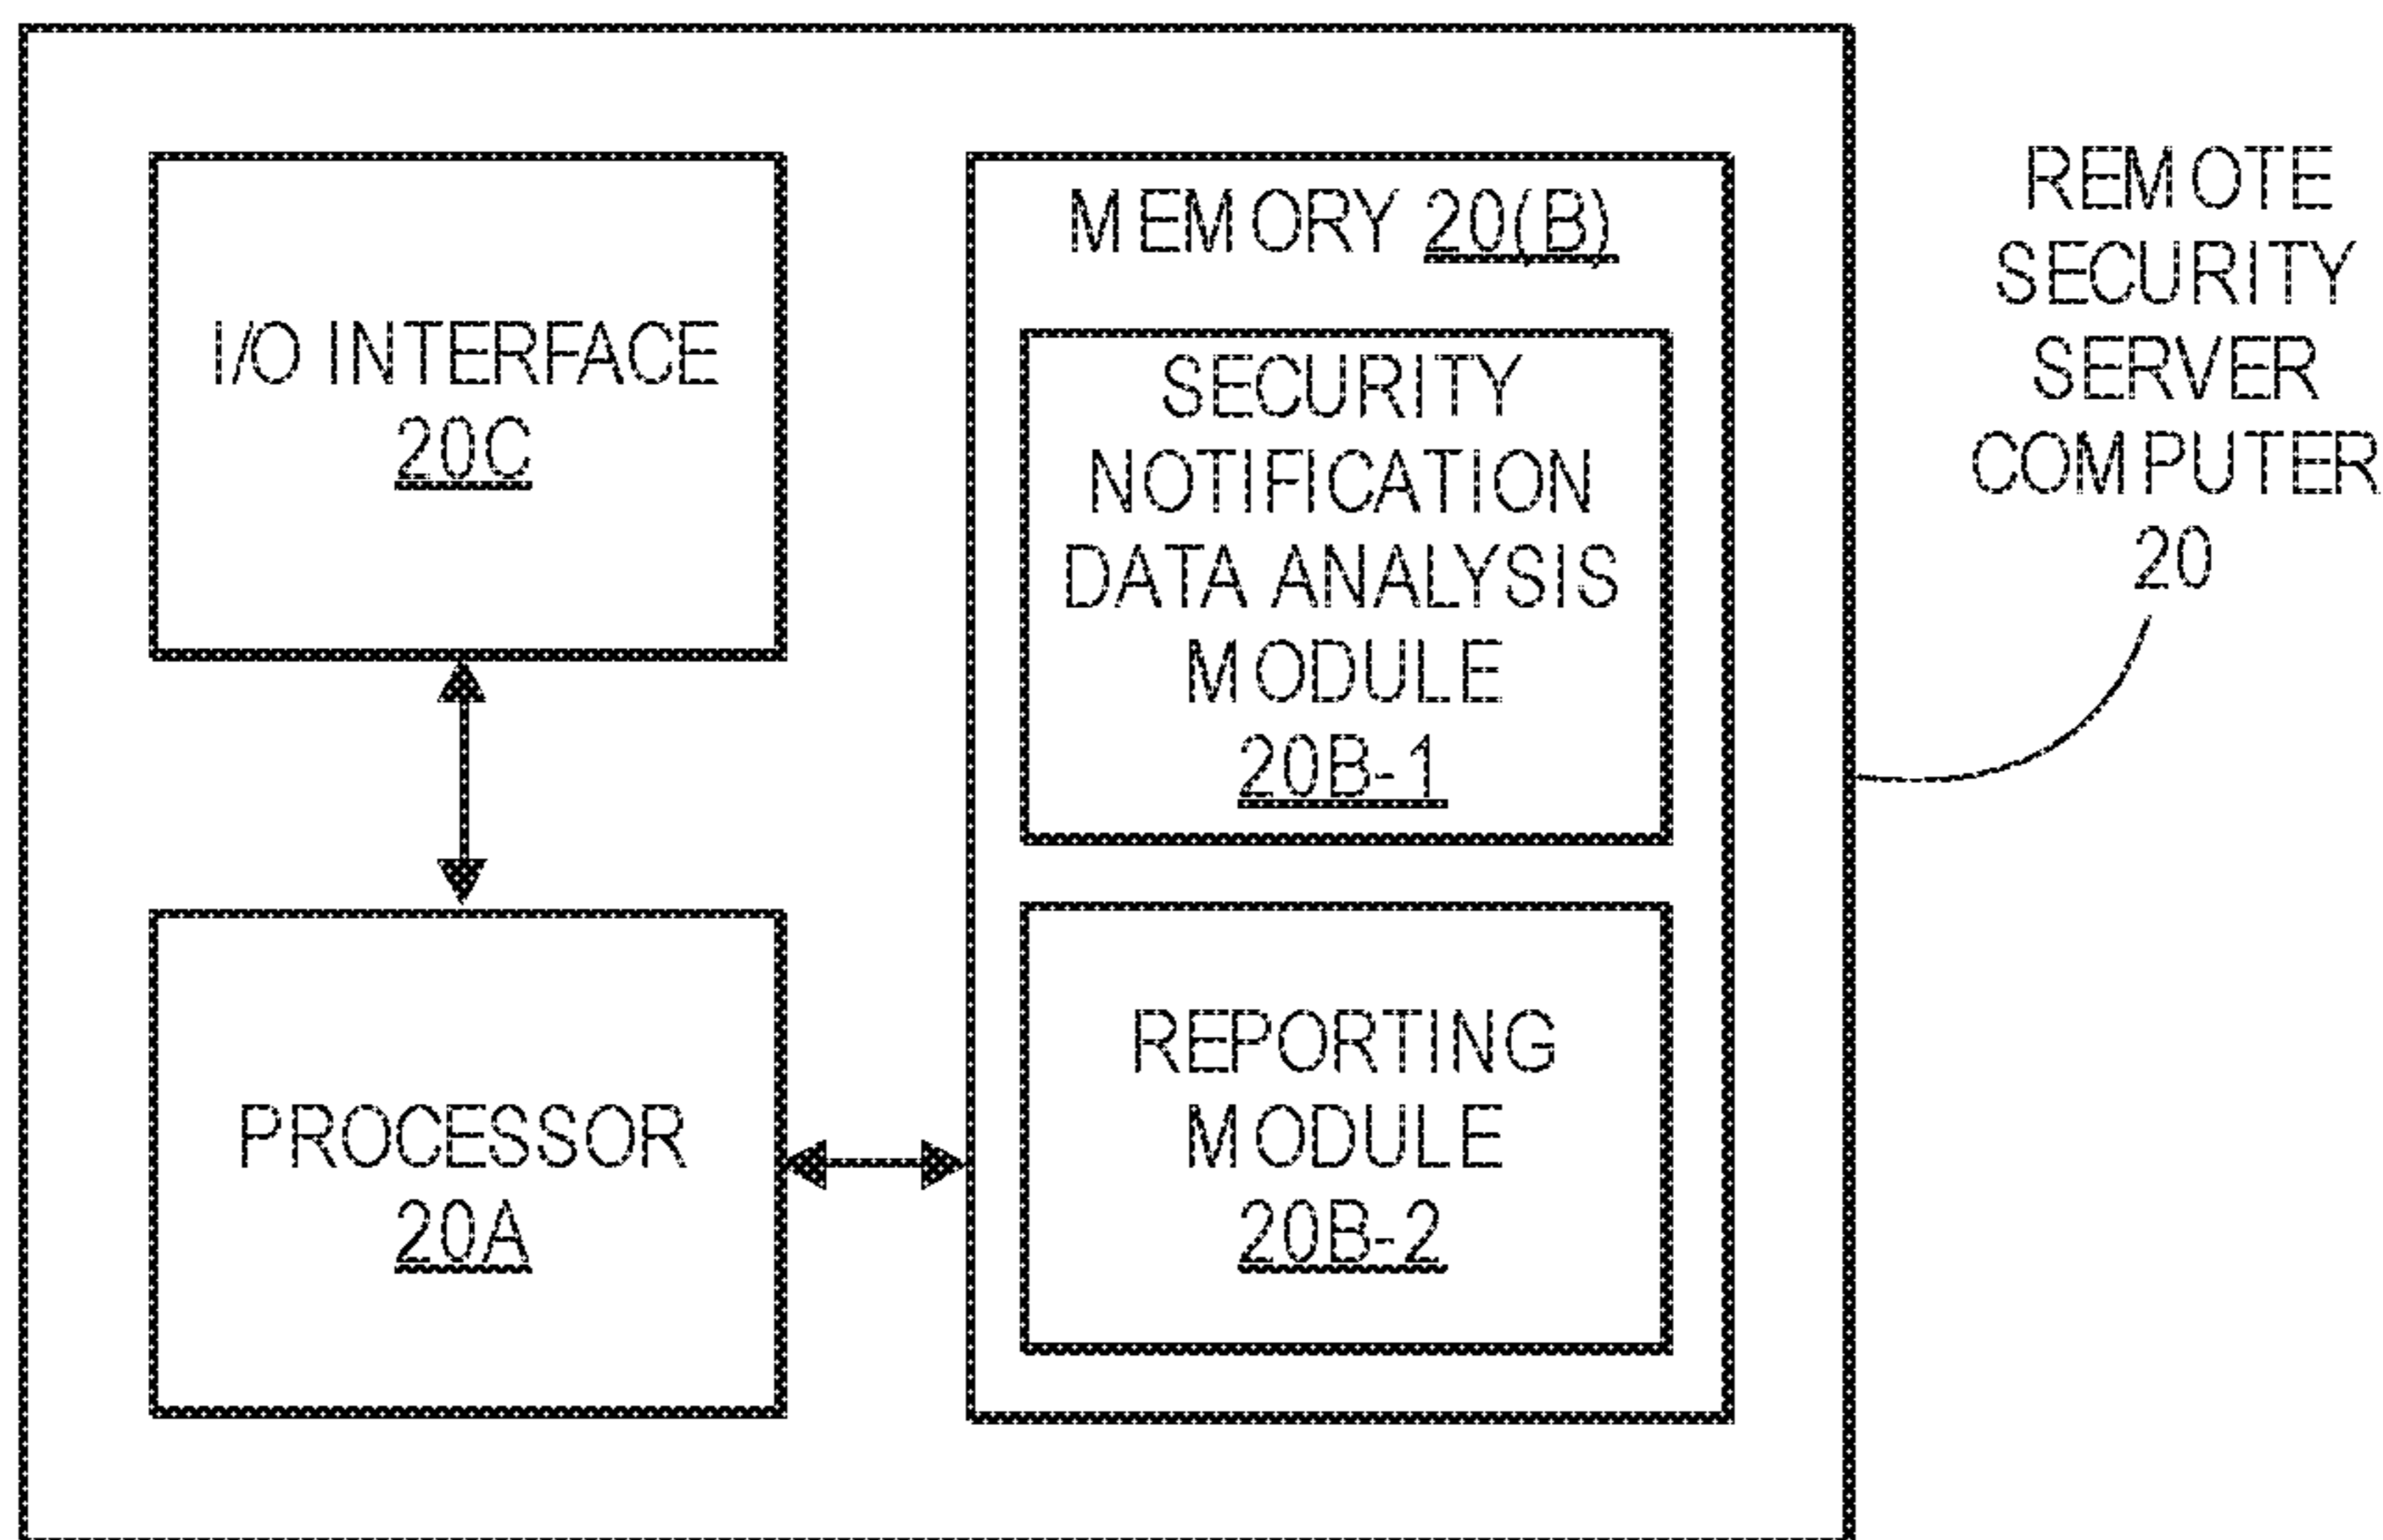 I/O INTERFACE
20C
PROCESSOR
20A
MEMORY 20(B)
SECURITY
NOTIFICATION
DATA ANALYSIS
MODULE
20B-1
REPORTING
MODULE
20B-2
REMOTE
SECURITY
SERVER
COMPUTER
20